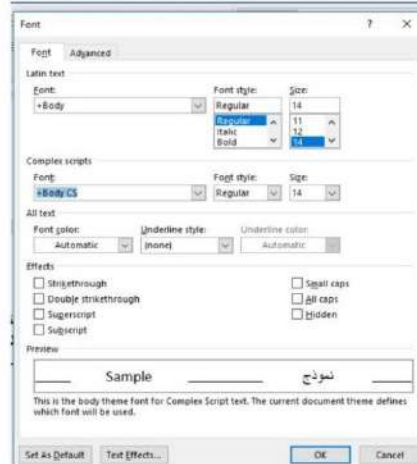 Font ? ×
Font Advanced
Latin text
Font: Font style: Size:
+Body Regular 14
Regular 11
Italic 12
Bold 14
Complex scripts
Font: Font style: Size:
+Body CS Regular 14
All text
Font color: Underline style: Underline color:
Automatic (none) Automatic
Effects
Strikethrough Small caps
Double strikethrough All caps
Superscript Hidden
Subscript
Preview
Sample نموذج
This is the body theme font for Complex Script text. The current document theme defines
which font will be used.
Set As Default Text Effects... OK Cancel